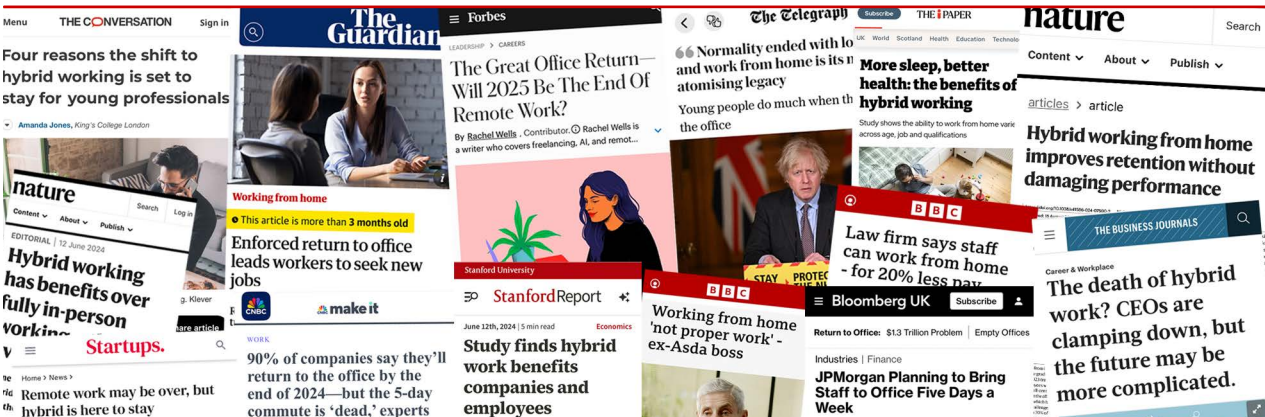 Menu
THE CONVERSATION
Sign in
Four reasons the shift to
hybrid working is set to
stay for young professionals
Amanda Jones, King's College London
nature
Search
Log in
Content
About
Publish
EDITORIAL | 12 June 2024
Hybrid working
has benefits over
fully in-person
working
g. Klever
hare article
Startups.
Home > News >
Remote work may be over, but
hybrid is here to stay
The
Guardian
Working from home
This article is more than 3 months old
Enforced return to office
leads workers to seek new
jobs
CNBC
make it
WORK
90% of companies say they'll
return to the office by the
end of 2024—but the 5-day
commute is 'dead,' experts
Forbes
LEADERSHIP > CAREERS
The Great Office Return—
Will 2025 Be The End Of
Remote Work?
By Rachel Wells, Contributor. Rachel Wells is
a writer who covers freelancing, AI, and remot...
Stanford University
Stanford Report
June 12th, 2024 | 5 min read
Economics
Study finds hybrid
work benefits
companies and
employees
The Telegraph
Normality ended with lo
and work from home is its n
atomising legacy
Young people do much when th
the office
STAY
PROTEC
BBC
Working from home
'not proper work' -
ex-Asda boss
Subscribe
THE i PAPER
UK World Scotland Health Education Technolo
More sleep, better
health: the benefits of
hybrid working
Study shows the ability to work from home varie
across age, job and qualifications
BBC
Law firm says staff
can work from home
- for 20% less pay
Bloomberg UK
Subscribe
Return to Office: $1.3 Trillion Problem | Empty Offices
Industries | Finance
JPMorgan Planning to Bring
Staff to Office Five Days a
Week
nature
Search
Content
About
Publish
articles > article
Hybrid working from home
improves retention without
damaging performance
THE BUSINESS JOURNALS
Career & Workplace
The death of hybrid
work? CEOs are
clamping down, but
the future may be
more complicated.